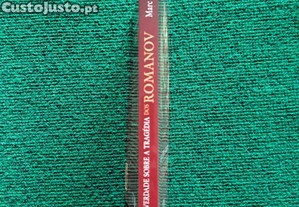 CustoJusto.pt
VERDADE SOBRE A TRAGÉDIA DOS ROMANOV
Marc